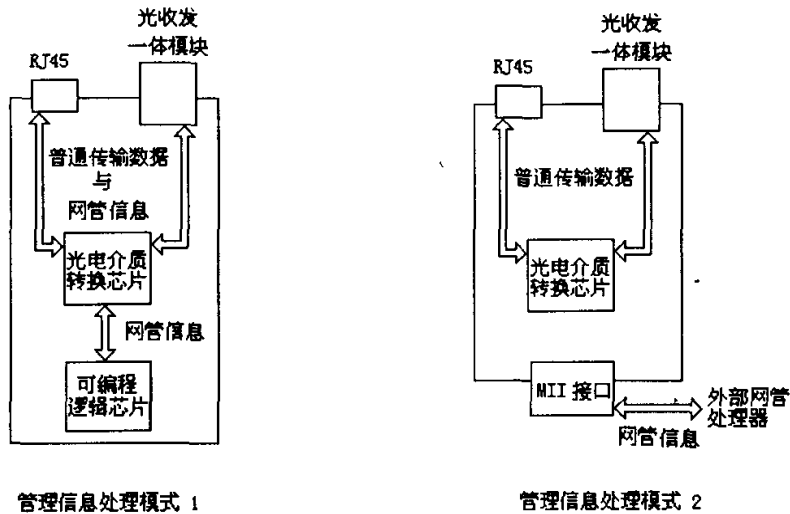 光收发
一体模块
RJ45
普通传输数据
与
网管信息
光电介质
转换芯片
网管信息
可编程
逻辑芯片
管理信息处理模式 1
光收发
一体模块
RJ45
普通传输数据
光电介质
转换芯片
MII 接口
外部网管
处理器
网管信息
管理信息处理模式 2